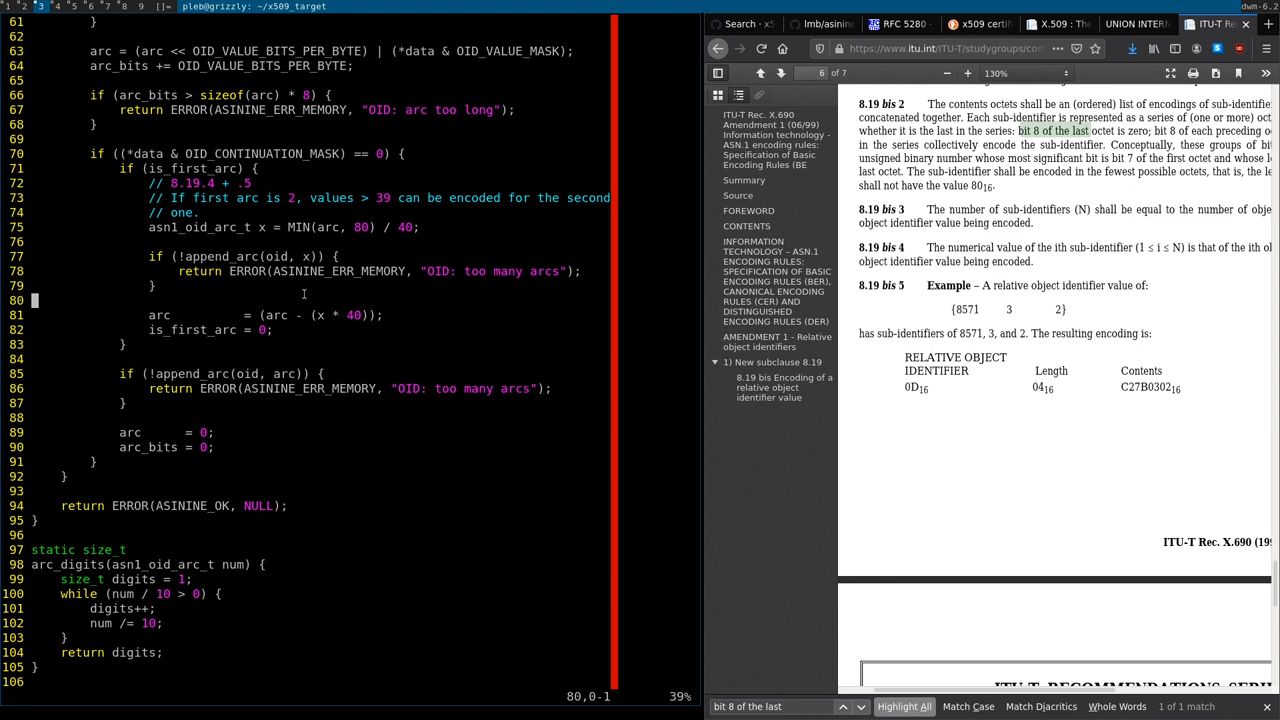 1 2 3 4 5 6 7 8 9 []= pleb@grizzly: ~/x509_target dwm-6.2
61 }
62
63 arc = (arc << OID_VALUE_BITS_PER_BYTE) | (*data & OID_VALUE_MASK);
64 arc_bits += OID_VALUE_BITS_PER_BYTE;
65
66 if (arc_bits > sizeof(arc) * 8) {
67 return ERROR(ASININE_ERR_MEMORY, "OID: arc too long");
68 }
69
70 if ((*data & OID_CONTINUATION_MASK) == 0) {
71 if (is_first_arc) {
72 // 8.19.4 + .5
73 // If first arc is 2, values > 39 can be encoded for the second
74 // one.
75 asn1_oid_arc_t x = MIN(arc, 80) / 40;
76
77 if (!append_arc(oid, x)) {
78 return ERROR(ASININE_ERR_MEMORY, "OID: too many arcs");
79 }
80
81 arc = (arc - (x * 40));
82 is_first_arc = 0;
83 }
84
85 if (!append_arc(oid, arc)) {
86 return ERROR(ASININE_ERR_MEMORY, "OID: too many arcs");
87 }
88
89 arc = 0;
90 arc_bits = 0;
91 }
92 }
93
94 return ERROR(ASININE_OK, NULL);
95 }
96
97 static size_t
98 arc_digits(asn1_oid_arc_t num) {
99 size_t digits = 1;
100 while (num / 10 > 0) {
101 digits++;
102 num /= 10;
103 }
104 return digits;
105 }
106
80,0-1 39%
Search · x5 lmb/asinine RFC 5280 - x509 certif X.509 : The UNION INTERN ITU-T Rec
https://www.itu.int/ITU-T/studygroups/com
6 of 7 130%
ITU-T Rec. X.690
Amendment 1 (06/99)
Information technology -
ASN.1 encoding rules:
Specification of Basic
Encoding Rules (BE
Summary
Source
FOREWORD
CONTENTS
INFORMATION
TECHNOLOGY – ASN.1
ENCODING RULES:
SPECIFICATION OF BASIC
ENCODING RULES (BER),
CANONICAL ENCODING
RULES (CER) AND
DISTINGUISHED
ENCODING RULES (DER)
AMENDMENT 1 - Relative
object identifiers
1) New subclause 8.19
8.19 bis Encoding of a
relative object
identifier value
8.19 bis 2 The contents octets shall be an (ordered) list of encodings of sub-identifie
concatenated together. Each sub-identifier is represented as a series of (one or more) oct
whether it is the last in the series: bit 8 of the last octet is zero; bit 8 of each preceding o
in the series collectively encode the sub-identifier. Conceptually, these groups of bit
unsigned binary number whose most significant bit is bit 7 of the first octet and whose l
last octet. The sub-identifier shall be encoded in the fewest possible octets, that is, the le
shall not have the value 80₁₆.
8.19 bis 3 The number of sub-identifiers (N) shall be equal to the number of obje
object identifier value being encoded.
8.19 bis 4 The numerical value of the ith sub-identifier (1 ≤ i ≤ N) is that of the ith ob
object identifier value being encoded.
8.19 bis 5 Example – A relative object identifier value of:
{8571 3 2}
has sub-identifiers of 8571, 3, and 2. The resulting encoding is:
RELATIVE OBJECT
IDENTIFIER Length Contents
0D₁₆ 04₁₆ C27B0302₁₆
ITU-T Rec. X.690 (199
bit 8 of the last Highlight All Match Case Match Diacritics Whole Words 1 of 1 match